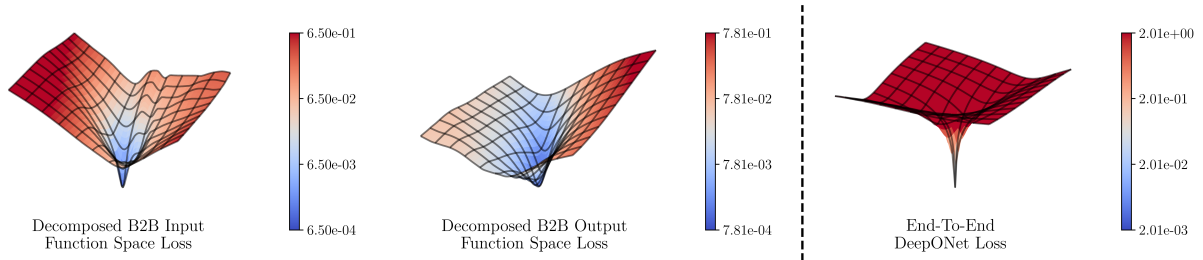 6.50e-01
6.50e-02
6.50e-03
6.50e-04
Decomposed B2B Input
Function Space Loss
7.81e-01
7.81e-02
7.81e-03
7.81e-04
Decomposed B2B Output
Function Space Loss
2.01e+00
2.01e-01
2.01e-02
2.01e-03
End-To-End
DeepONet Loss